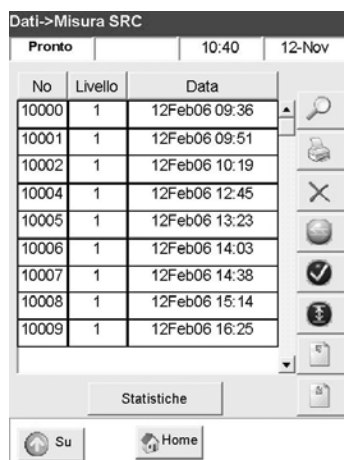 Dati->Misura SRC
Pronto 10:40 12-Nov
No Livello Data
10000 1 12Feb06 09:36
10001 1 12Feb06 09:51
10002 1 12Feb06 10:19
10004 1 12Feb06 12:45
10005 1 12Feb06 13:23
10006 1 12Feb06 14:03
10007 1 12Feb06 14:38
10008 1 12Feb06 15:14
10009 1 12Feb06 16:25
Statistiche
Su Home